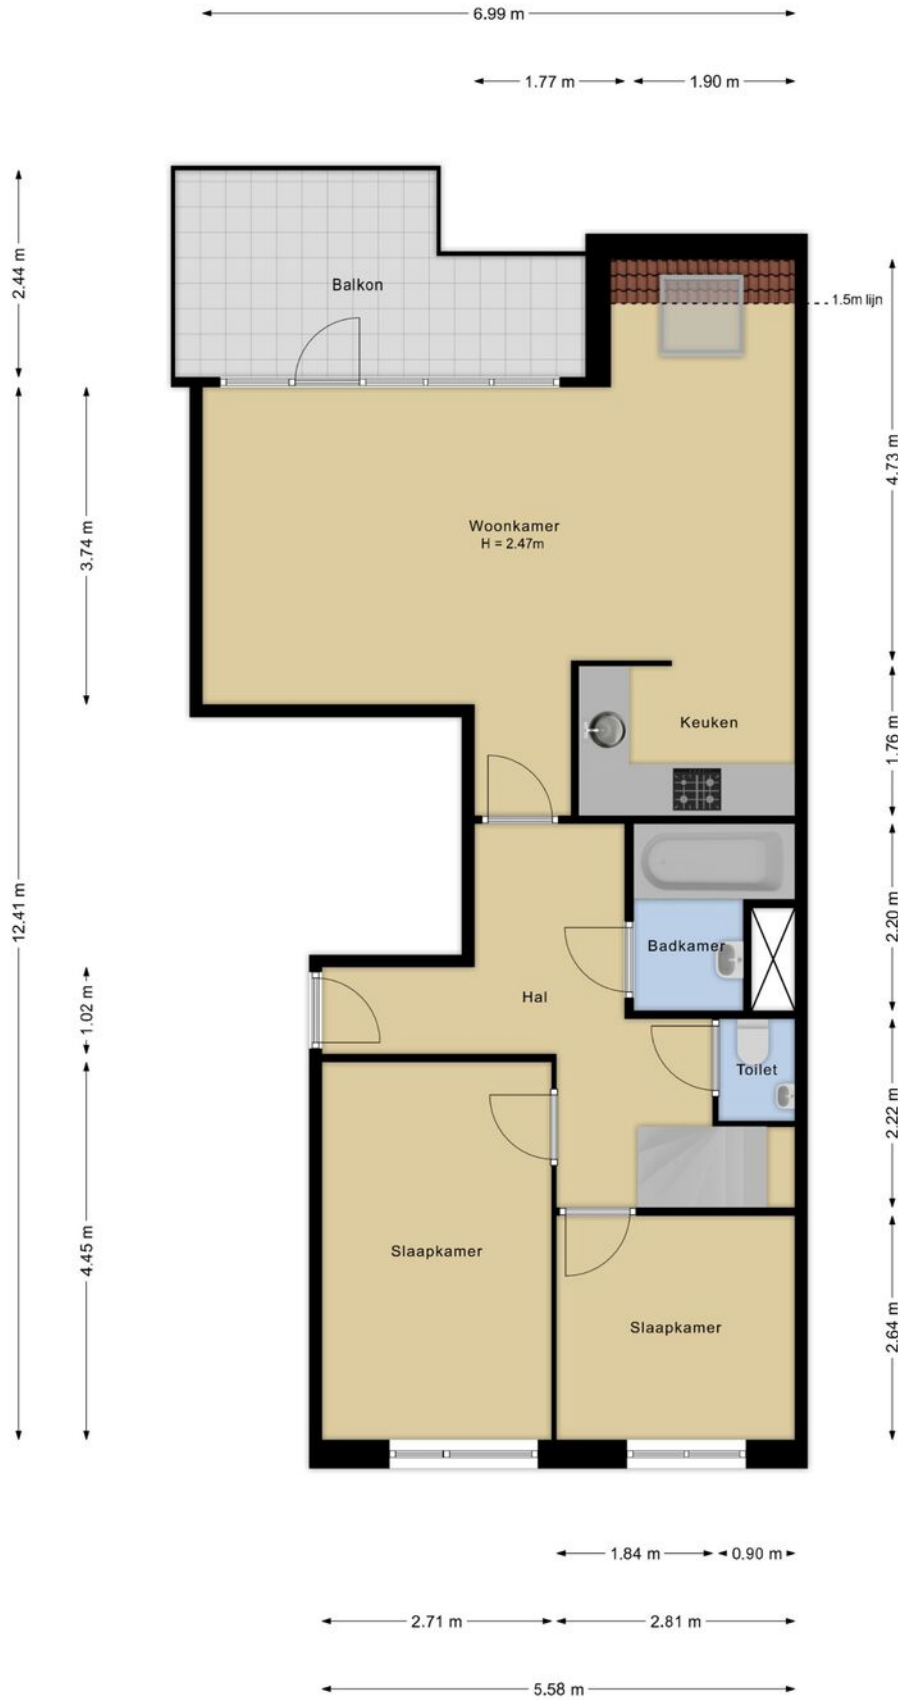 6.99 m
1.77 m
1.90 m
2.44 m
Balkon
1.5m lijn
4.73 m
3.74 m
Woonkamer
H = 2.47m
Keuken
1.76 m
12.41 m
2.20 m
Badkamer
Hal
1.02 m
Toilet
2.22 m
4.45 m
Slaapkamer
Slaapkamer
2.64 m
1.84 m
0.90 m
2.71 m
2.81 m
5.58 m